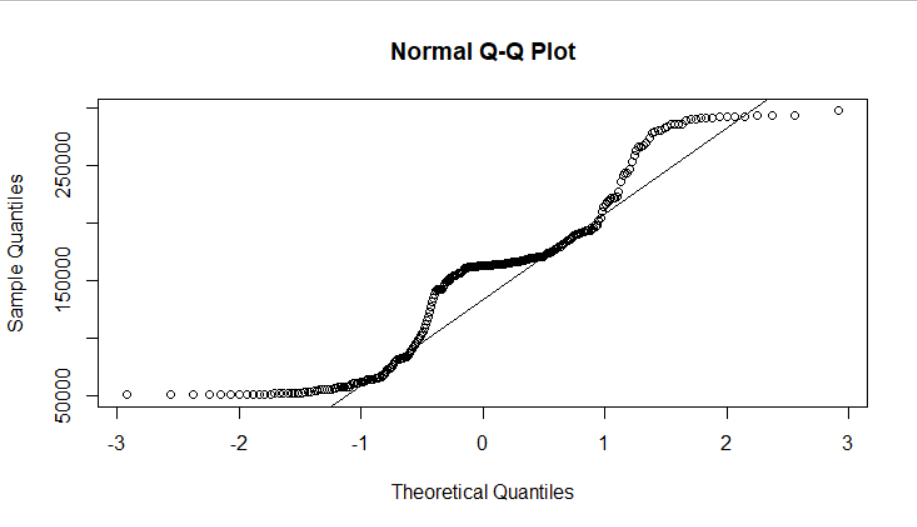 Normal Q-Q Plot
Sample Quantiles
250000
150000
50000
-3 -2 -1 0 1 2 3
Theoretical Quantiles